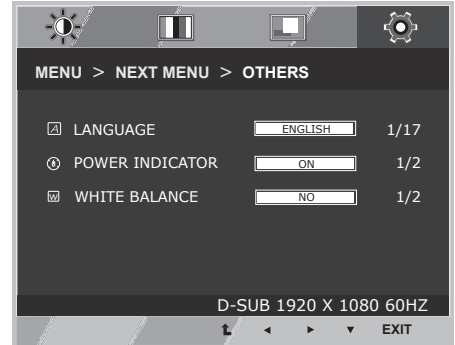 MENU > NEXT MENU > OTHERS
A LANGUAGE ENGLISH 1/17
POWER INDICATOR ON 1/2
W WHITE BALANCE NO 1/2
D-SUB 1920 X 1080 60HZ
EXIT